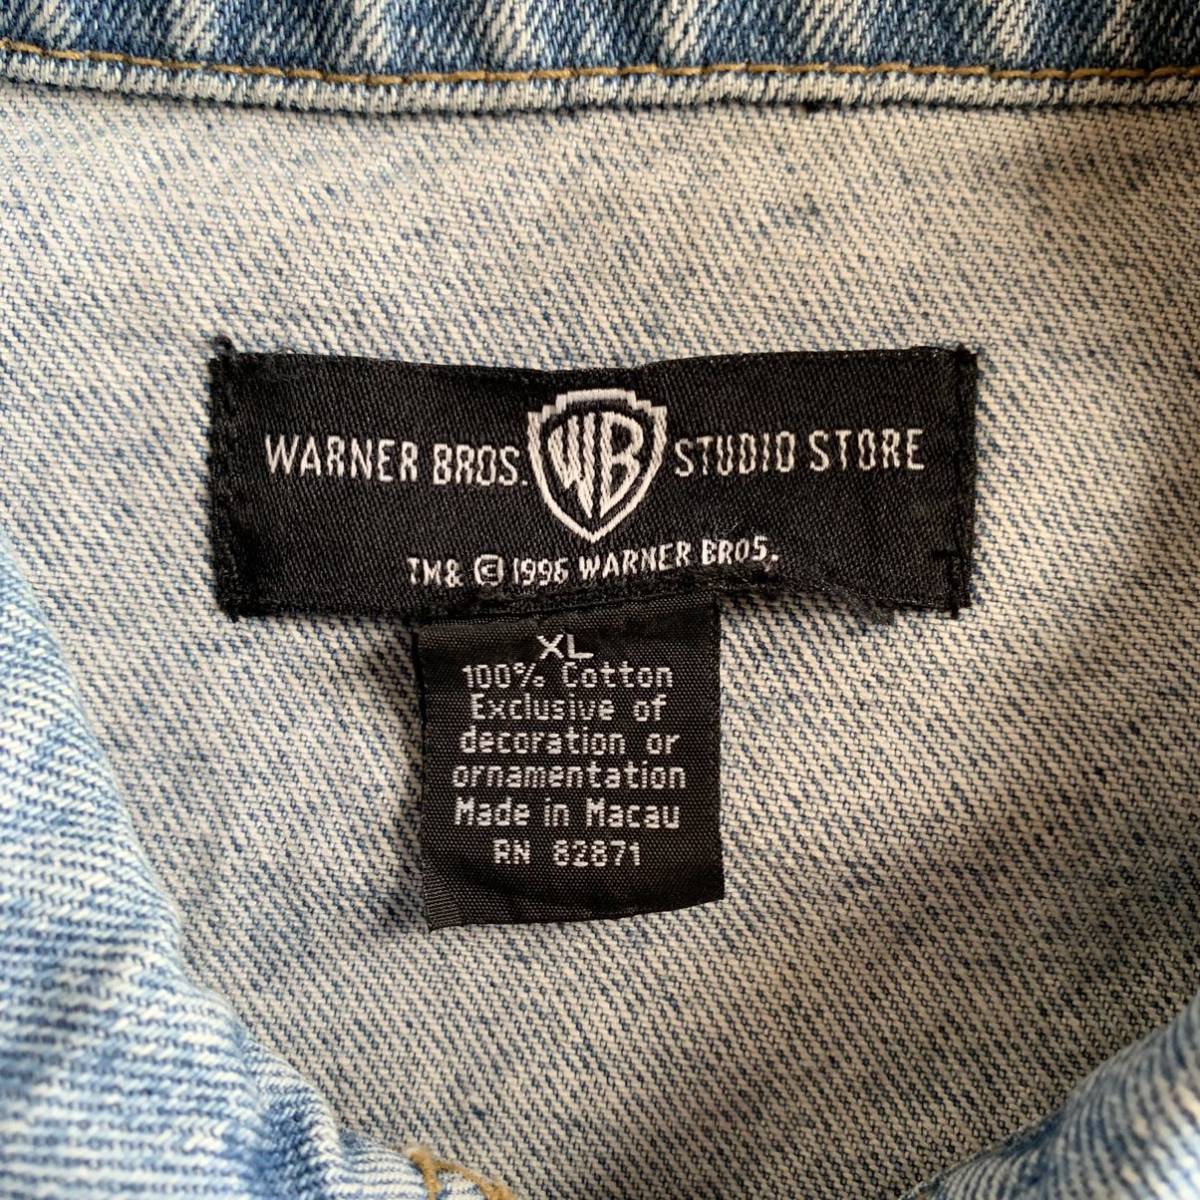 WARNER BROS. WB STUDIO STORE
TM& © 1996 WARNER BROS.
XL
100% Cotton
Exclusive of
decoration or
ornamentation
Made in Macau
RN 82871